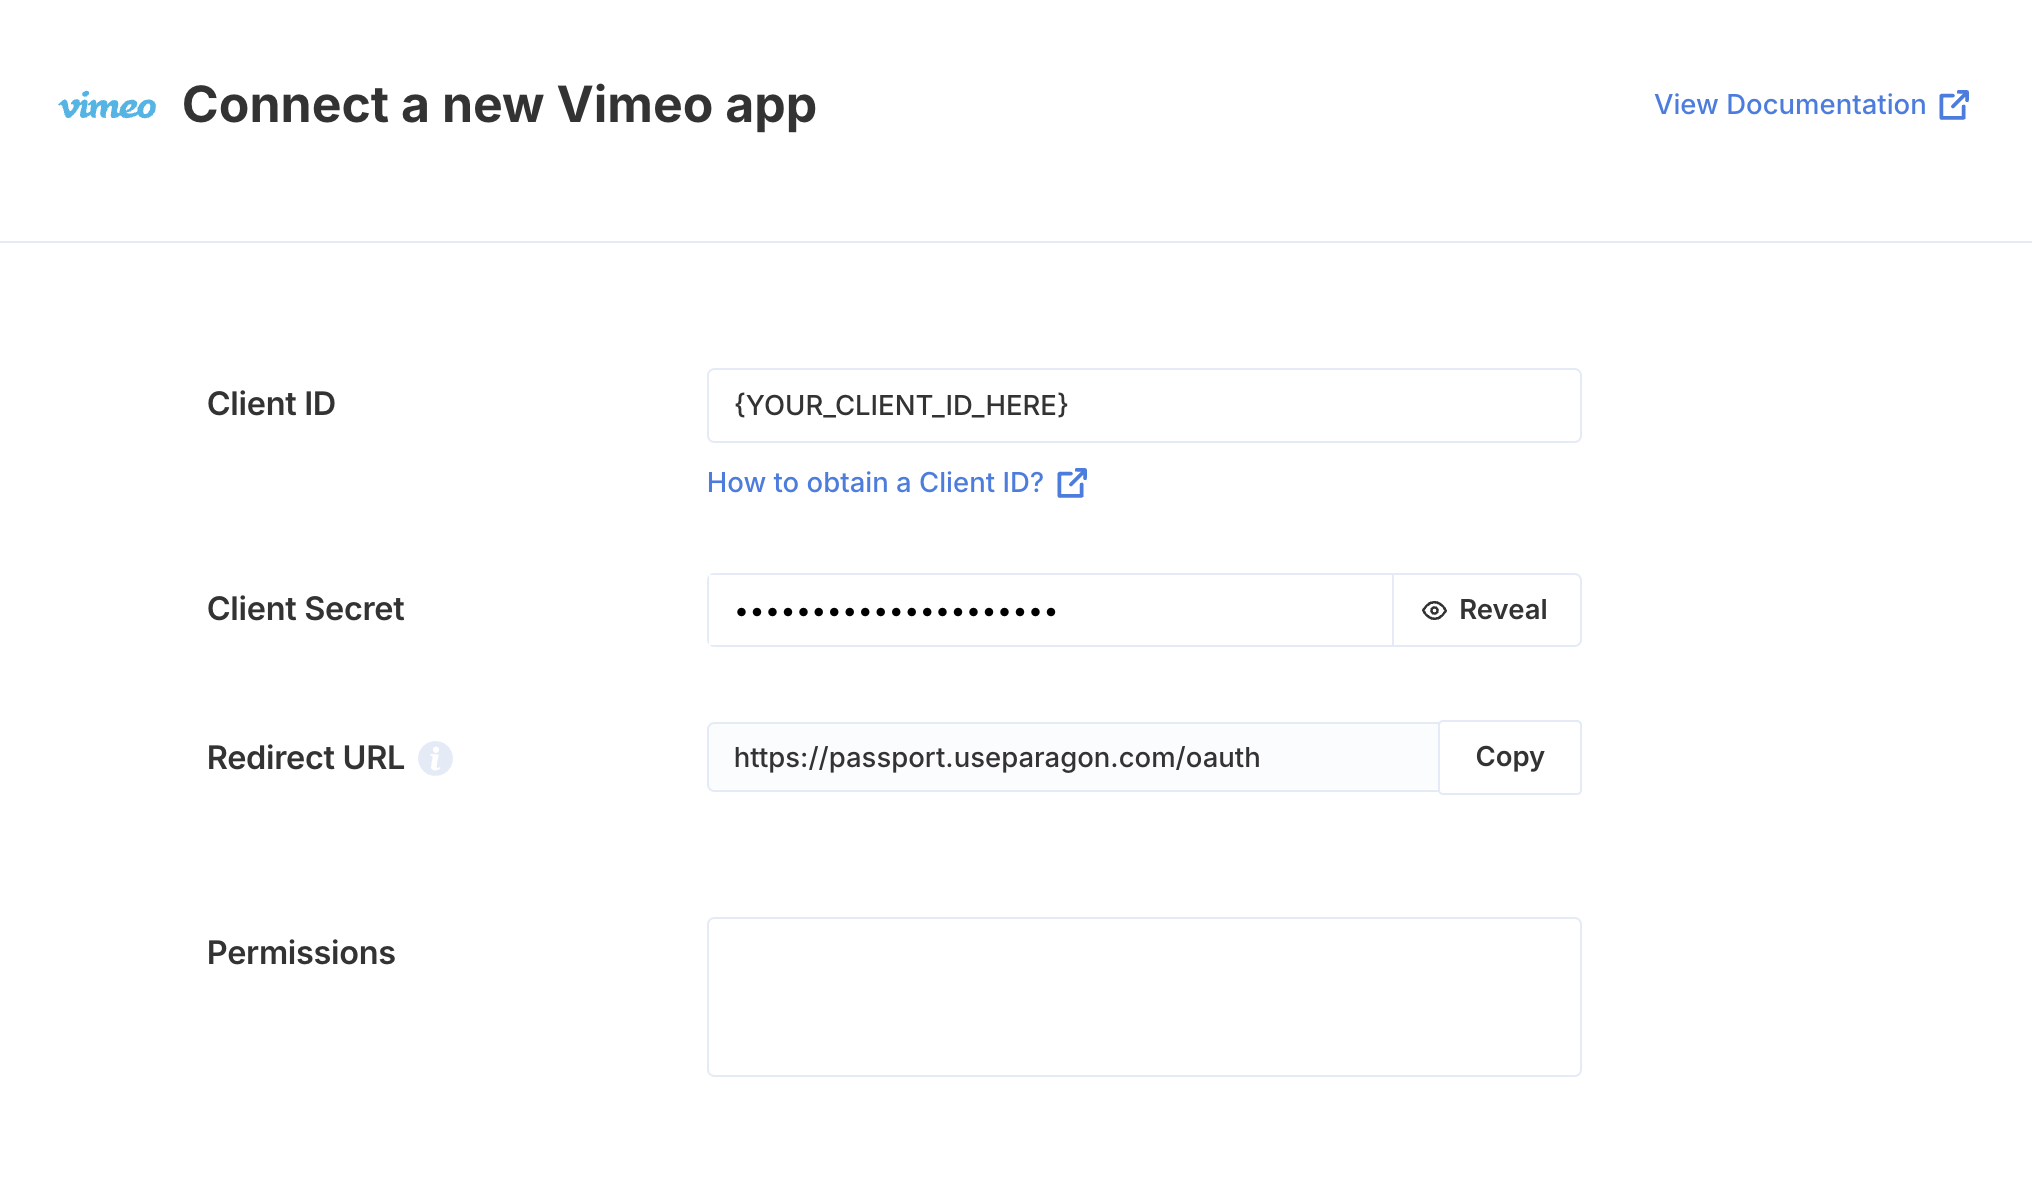 vimeo Connect a new Vimeo app View Documentation
Client ID {YOUR_CLIENT_ID_HERE}
How to obtain a Client ID?
Client Secret ••••••••••••••••••••• Reveal
Redirect URL i https://passport.useparagon.com/oauth Copy
Permissions